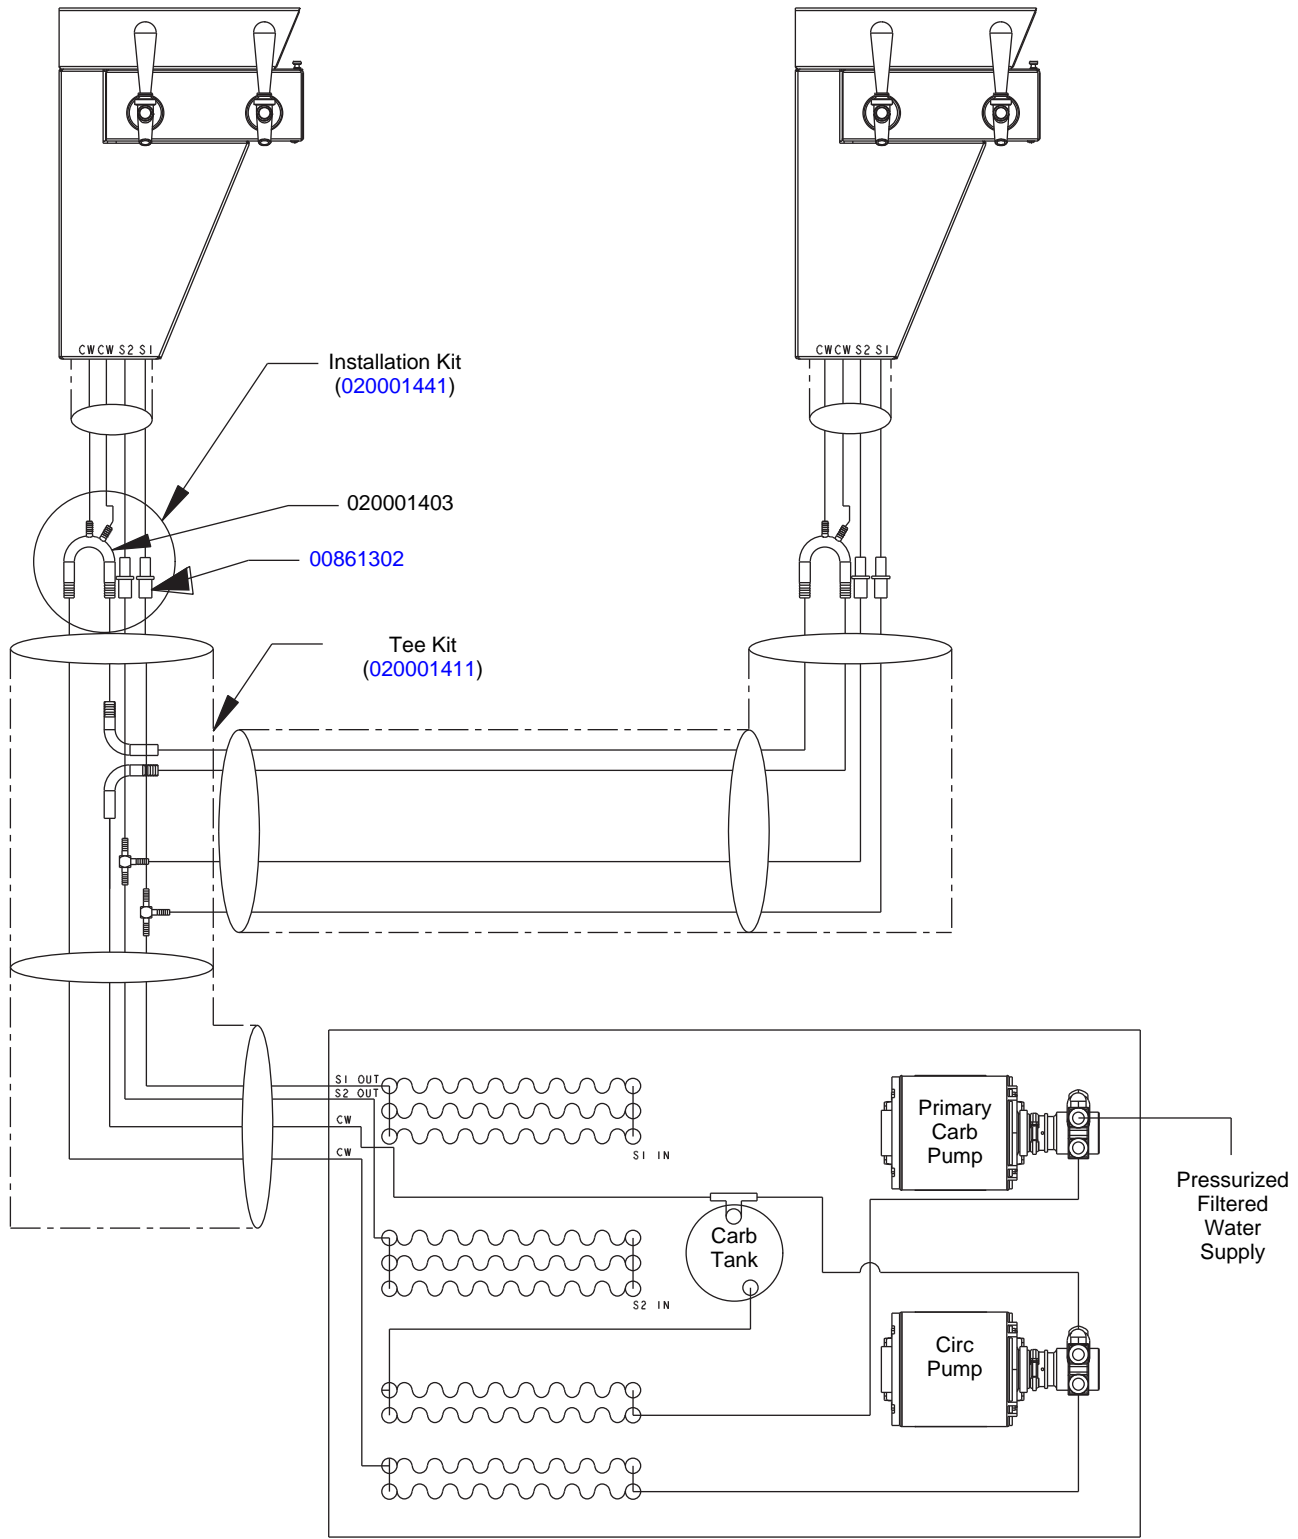 CW CW S2 S1
CW CW S2 S1
Installation Kit
(020001441)
020001403
00861302
Tee Kit
(020001411)
S1 OUT
S2 OUT
CW
CW
S1 IN
S2 IN
Primary
Carb
Pump
Carb
Tank
Circ
Pump
Pressurized
Filtered
Water
Supply